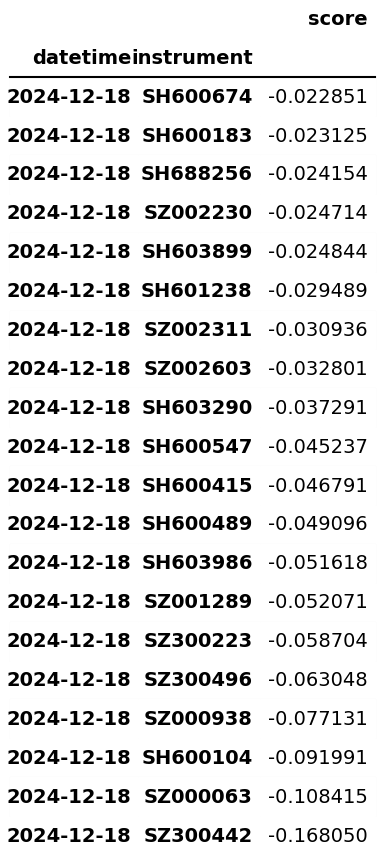 score
datetime instrument
2024-12-18 SH600674 -0.022851
2024-12-18 SH600183 -0.023125
2024-12-18 SH688256 -0.024154
2024-12-18 SZ002230 -0.024714
2024-12-18 SH603899 -0.024844
2024-12-18 SH601238 -0.029489
2024-12-18 SZ002311 -0.030936
2024-12-18 SZ002603 -0.032801
2024-12-18 SH603290 -0.037291
2024-12-18 SH600547 -0.045237
2024-12-18 SH600415 -0.046791
2024-12-18 SH600489 -0.049096
2024-12-18 SH603986 -0.051618
2024-12-18 SZ001289 -0.052071
2024-12-18 SZ300223 -0.058704
2024-12-18 SZ300496 -0.063048
2024-12-18 SZ000938 -0.077131
2024-12-18 SH600104 -0.091991
2024-12-18 SZ000063 -0.108415
2024-12-18 SZ300442 -0.168050